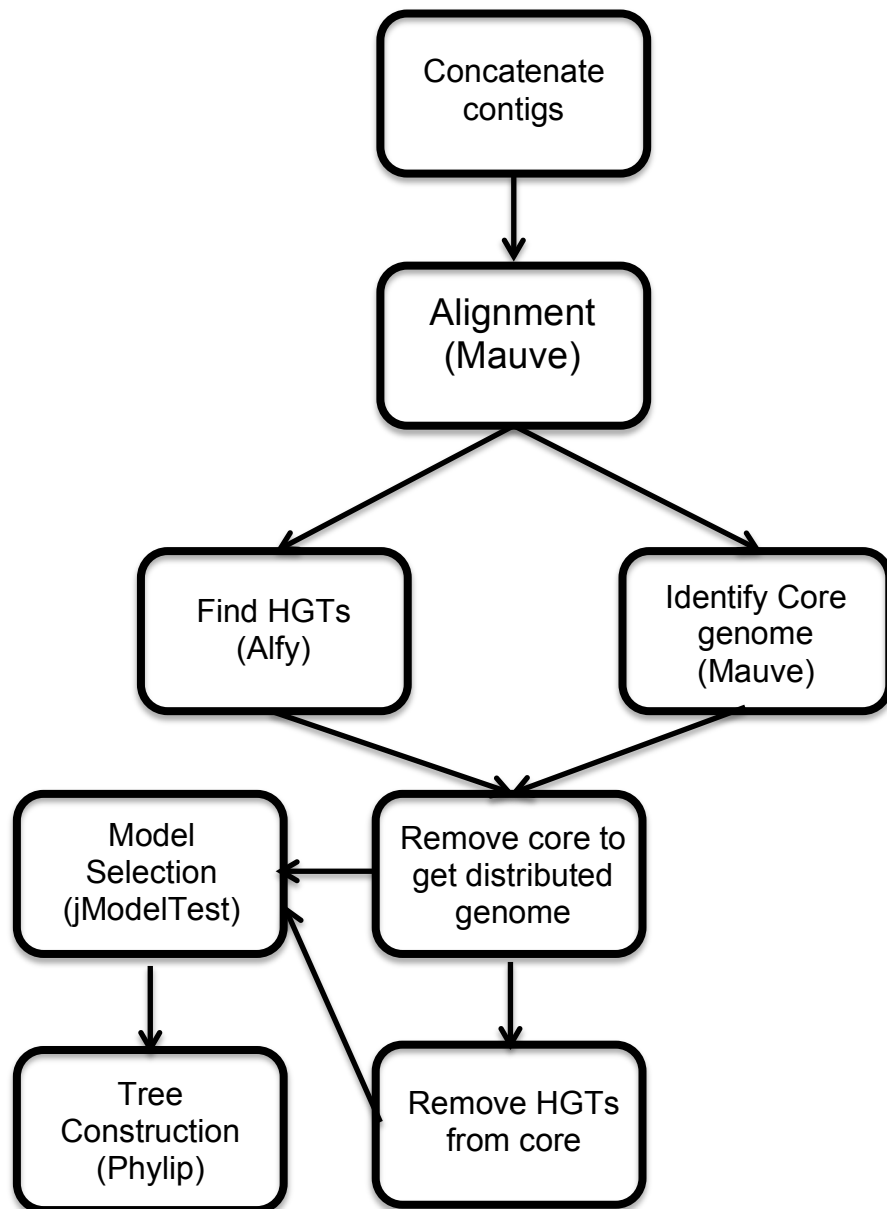 Concatenate
contigs
Alignment
(Mauve)
Find HGTs
(Alfy)
Identify Core
genome
(Mauve)
Model
Selection
(jModelTest)
Remove core to
get distributed
genome
Tree
Construction
(Phylip)
Remove HGTs
from core